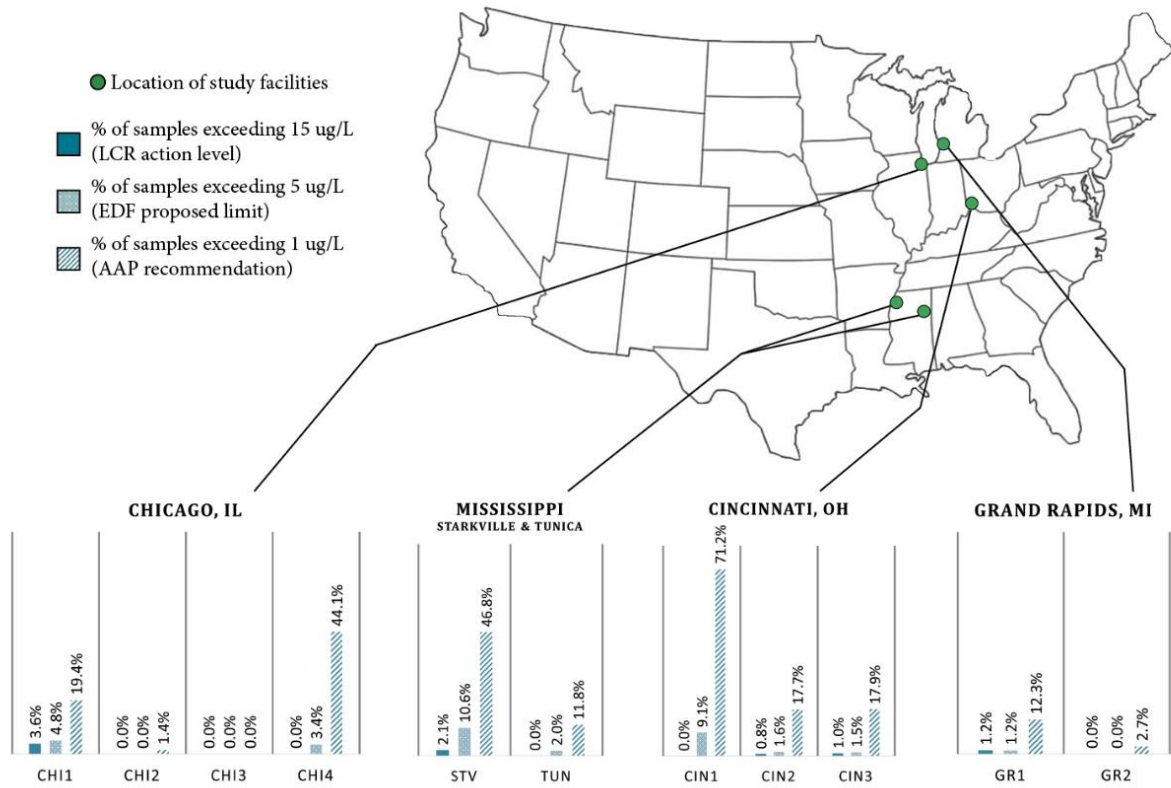 Location of study facilities
% of samples exceeding 15 ug/L
(LCR action level)
% of samples exceeding 5 ug/L
(EDF proposed limit)
% of samples exceeding 1 ug/L
(AAP recommendation)
CHICAGO, IL
3.6%
4.8%
19.4%
CHI1
0.0%
0.0%
1.4%
CHI2
0.0%
0.0%
0.0%
CHI3
0.0%
3.4%
44.1%
CHI4
MISSISSIPPI
STARKVILLE & TUNICA
2.1%
10.6%
46.8%
STV
0.0%
2.0%
11.8%
TUN
CINCINNATI, OH
0.0%
9.1%
71.2%
CIN1
0.8%
1.6%
17.7%
CIN2
1.0%
1.5%
17.9%
CIN3
GRAND RAPIDS, MI
1.2%
1.2%
12.3%
GR1
0.0%
0.0%
2.7%
GR2